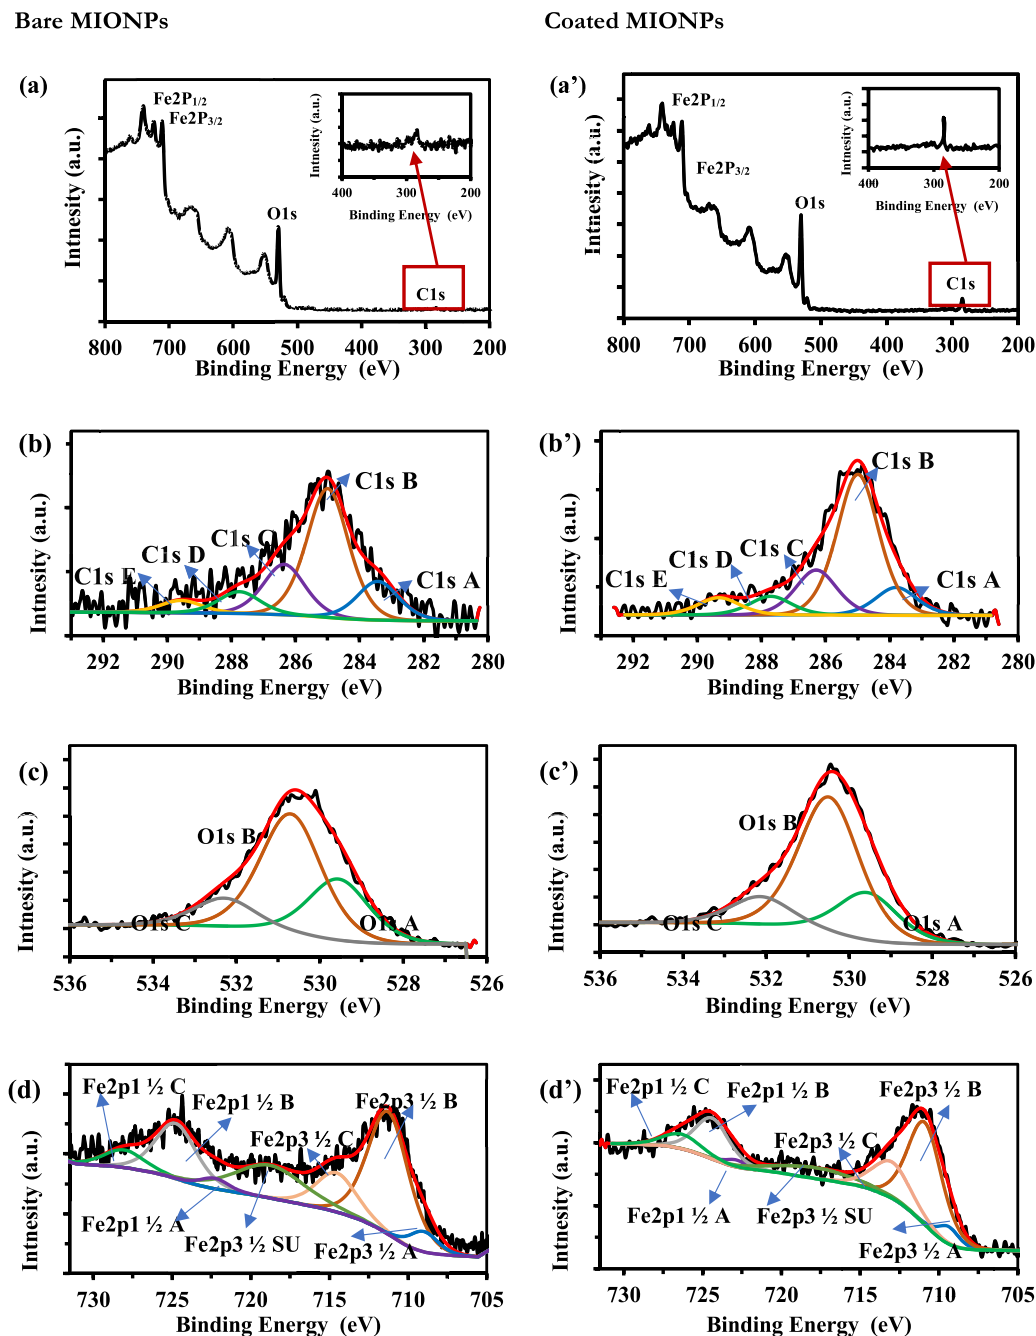 Bare MIONPs
Coated MIONPs
(a)
Fe2P1/2
Fe2P3/2
Intnesity (a.u.)
400 300 200
Binding Energy (eV)
O1s
C1s
Intnesity (a.u.)
800 700 600 500 400 300 200
Binding Energy (eV)
(a’)
Fe2P1/2
Fe2P3/2
Intnesity (a.u.)
400 300 200
Binding Energy (eV)
O1s
C1s
Intnesity (a.u.)
800 700 600 500 400 300 200
Binding Energy (eV)
(b)
C1s B
C1s C
C1s D
C1s E
C1s A
Intnesity (a.u.)
292 290 288 286 285 283 281 280
Binding Energy (eV)
(b’)
C1s B
C1s C
C1s D
C1s E
C1s A
Intnesity (a.u.)
292 290 288 286 284 282 280
Binding Energy (eV)
(c)
O1s B
O1s C
O1s A
Intnesity (a.u.)
536 534 532 530 528 526
Binding Energy (eV)
(c’)
O1s B
O1s C
O1s A
Intnesity (a.u.)
536 534 532 530 528 526
Binding Energy (eV)
(d)
Fe2p1 ½ C
Fe2p1 ½ B
Fe2p3 ½ B
Fe2p3 ½ C
Fe2p1 ½ A
Fe2p3 ½ SU
Fe2p3 ½ A
Intnesity (a.u.)
730 725 720 715 710 705
Binding Energy (eV)
(d’)
Fe2p1 ½ C
Fe2p1 ½ B
Fe2p3 ½ B
Fe2p3 ½ C
Fe2p1 ½ A
Fe2p3 ½ SU
Fe2p3 ½ A
Intnesity (a.u.)
730 725 720 715 710 705
Binding Energy (eV)